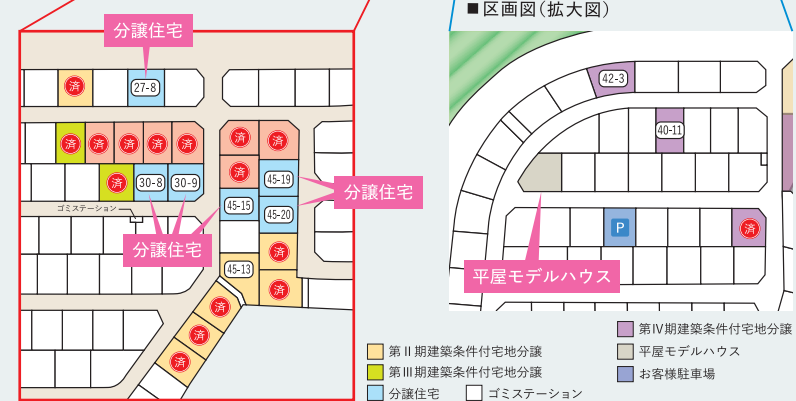 ■区画図(拡大図)
分譲住宅
済
27-8
済
済
済
済
済
済
30-8
30-9
ゴミステーション
分譲住宅
済
済
済
45-19
45-15
45-20
分譲住宅
済
45-13
済
済
済
済
42-3
40-11
P
済
平屋モデルハウス
第Ⅱ期建築条件付宅地分譲
第Ⅲ期建築条件付宅地分譲
分譲住宅
ゴミステーション
第Ⅳ期建築条件付宅地分譲
平屋モデルハウス
お客様駐車場